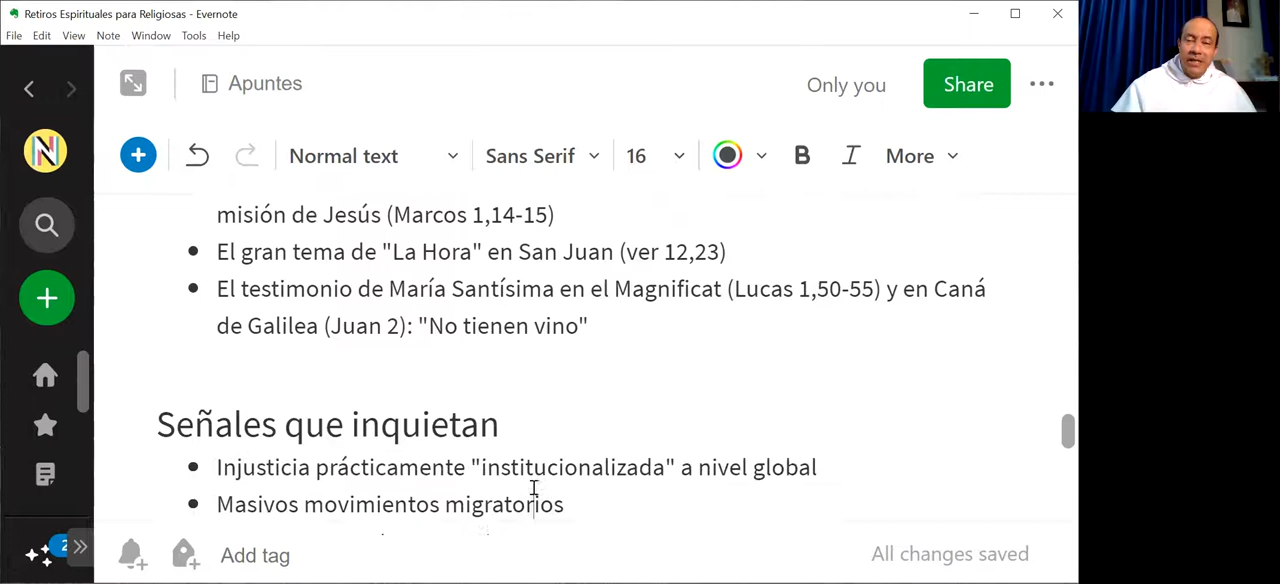 Retiros Espirituales para Religiosas - Evernote
File Edit View Note Window Tools Help
Apuntes
Only you
Share
Normal text
Sans Serif
16
B
I
More
misión de Jesús (Marcos 1,14-15)
El gran tema de "La Hora" en San Juan (ver 12,23)
El testimonio de María Santísima en el Magnificat (Lucas 1,50-55) y en Caná
de Galilea (Juan 2): "No tienen vino"
Señales que inquietan
Injusticia prácticamente "institucionalizada" a nivel global
Masivos movimientos migratorios
2
Add tag
All changes saved